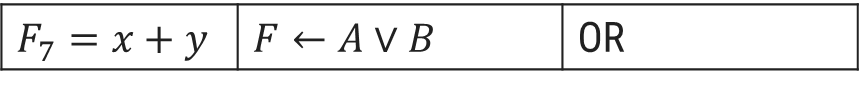 F₇ = x + y F ← A ∨ B OR